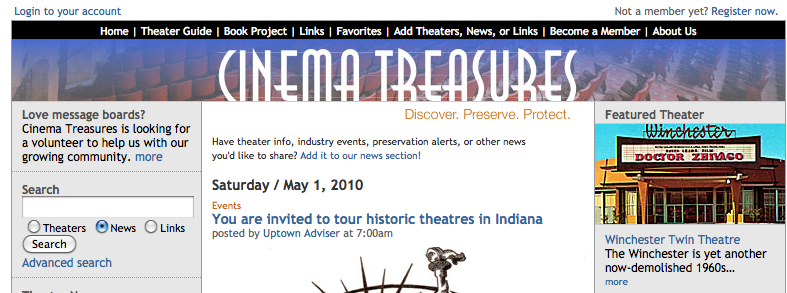 Login to your account
Not a member yet? Register now.
Home | Theater Guide | Book Project | Links | Favorites | Add Theaters, News, or Links | Become a Member | About Us
CINEMA TREASURES
Discover. Preserve. Protect.
Love message boards?
Cinema Treasures is looking for
a volunteer to help us with our
growing community. more
Search
Theaters News Links
Search
Advanced search
Have theater info, industry events, preservation alerts, or other news
you'd like to share? Add it to our news section!
Saturday / May 1, 2010
Events
You are invited to tour historic theatres in Indiana
posted by Uptown Adviser at 7:00am
Featured Theater
Winchester
DOCTOR ZHIVAGO
Winchester Twin Theatre
The Winchester is yet another
now-demolished 1960s...
more